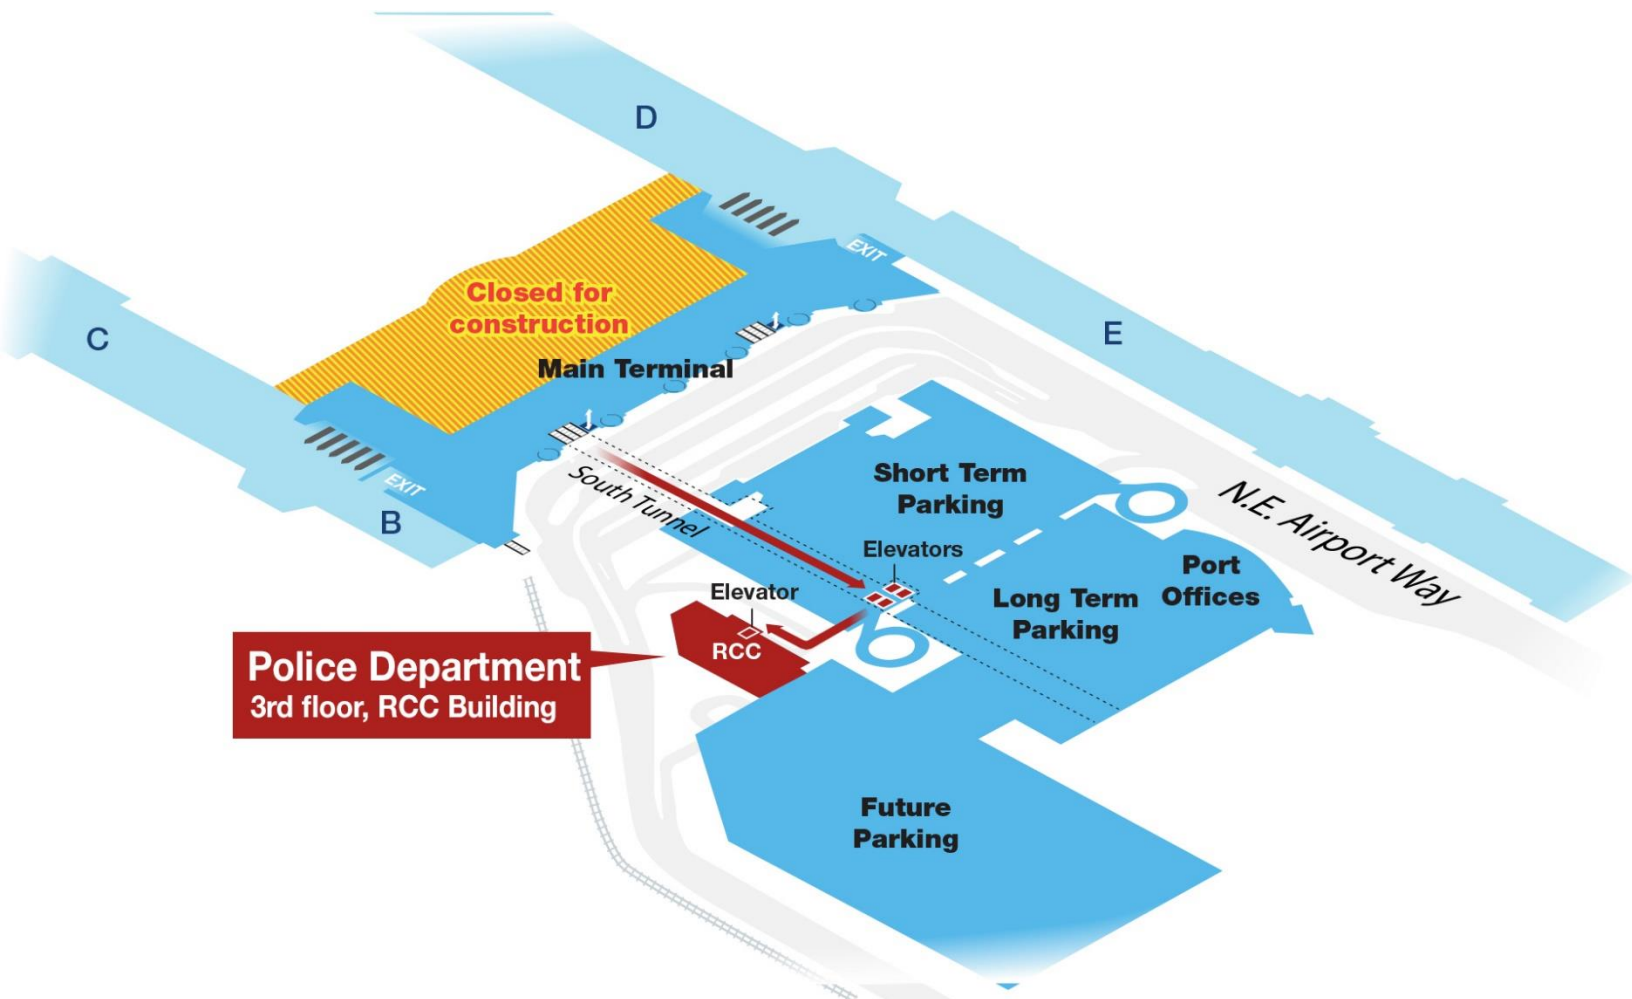 D
Closed for
construction
EXIT
C
E
Main Terminal
EXIT
B
South Tunnel
Short Term
Parking
N.E. Airport Way
Elevators
Port
Offices
Elevator
Long Term
Parking
RCC
Police Department
3rd floor, RCC Building
Future
Parking